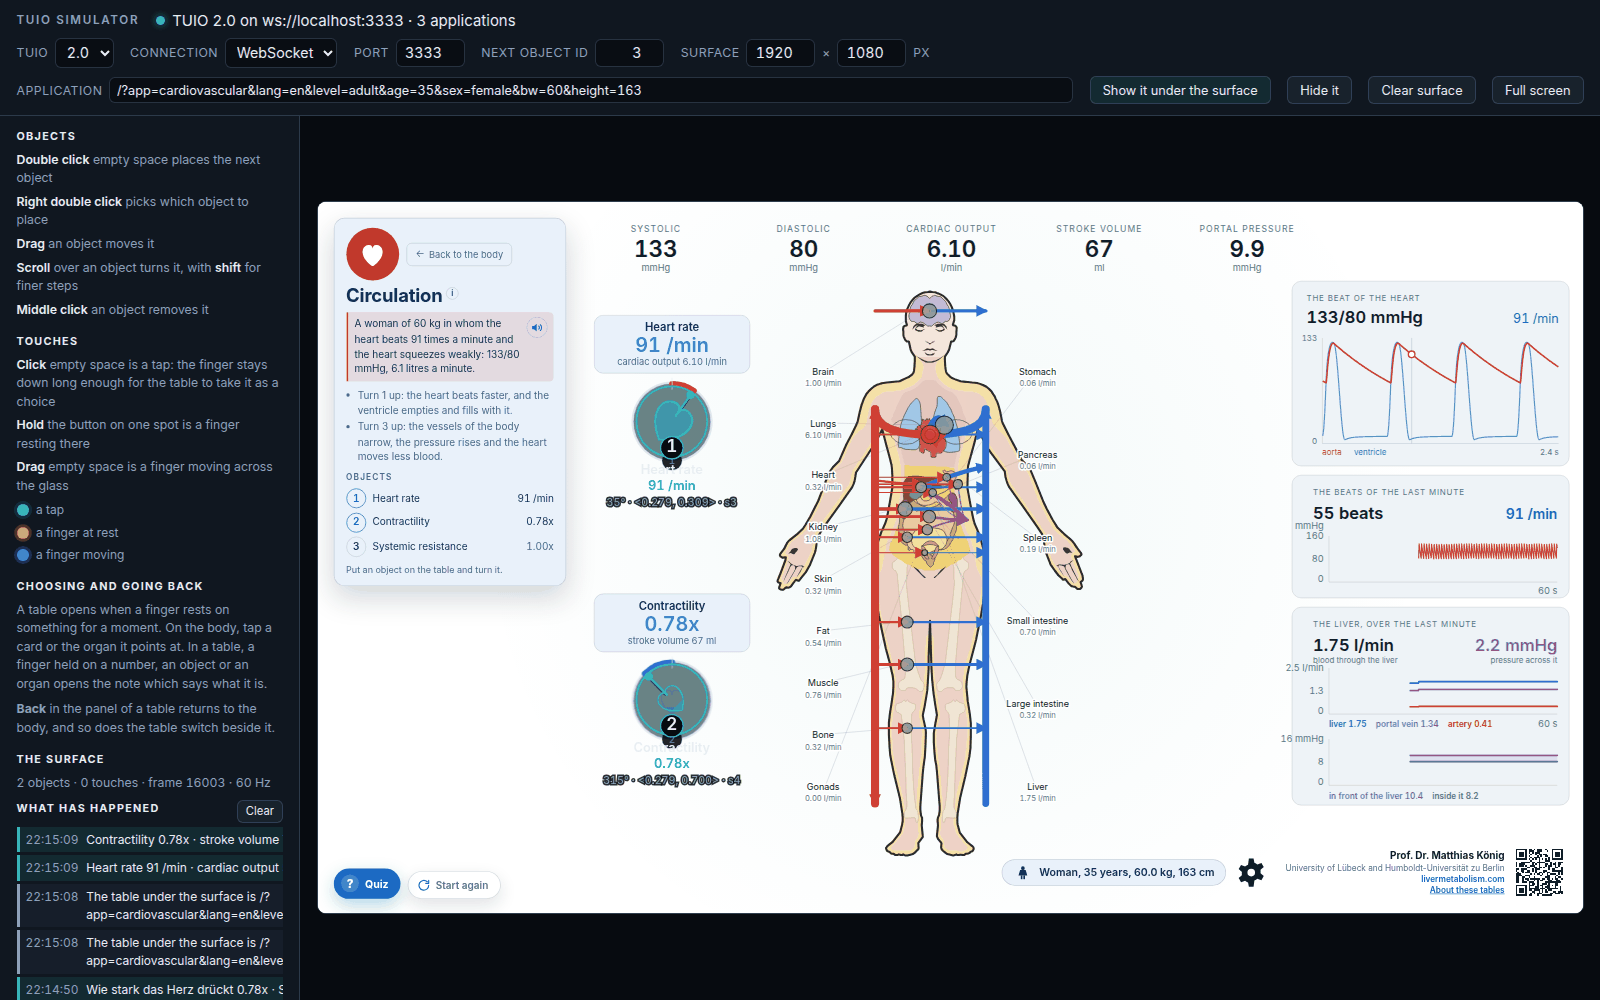 TUIO SIMULATOR TUIO 2.0 on ws://localhost:3333 · 3 applications
TUIO 2.0 CONNECTION WebSocket PORT 3333 NEXT OBJECT ID 3 SURFACE 1920 × 1080 PX
APPLICATION /?app=cardiovascular&lang=en&level=adult&age=35&sex=female&bw=60&height=163 Show it under the surface Hide it Clear surface Full screen
OBJECTS
Double click empty space places the next
object
Right double click picks which object to
place
Drag an object moves it
Scroll over an object turns it, with shift for
finer steps
Middle click an object removes it
TOUCHES
Click empty space is a tap: the finger stays
down long enough for the table to take it as a
choice
Hold the button on one spot is a finger
resting there
Drag empty space is a finger moving across
the glass
a tap
a finger at rest
a finger moving
CHOOSING AND GOING BACK
A table opens when a finger rests on
something for a moment. On the body, tap a
card or the organ it points at. In a table, a
finger held on a number, an object or an
organ opens the note which says what it is.
Back in the panel of a table returns to the
body, and so does the table switch beside it.
THE SURFACE
2 objects · 0 touches · frame 16003 · 60 Hz
WHAT HAS HAPPENED Clear
22:15:09 Contractility 0.78x · stroke volume
22:15:09 Heart rate 91 /min · cardiac output
22:15:08 The table under the surface is /?
app=cardiovascular&lang=en&leve
22:15:08 The table under the surface is /?
app=cardiovascular&lang=en&leve
22:14:50 Wie stark das Herz drückt 0.78x · S
← Back to the body
Circulation i
A woman of 60 kg in whom the
heart beats 91 times a minute and
the heart squeezes weakly: 133/80
mmHg, 6.1 litres a minute.
• Turn 1 up: the heart beats faster, and the
ventricle empties and fills with it.
• Turn 3 up: the vessels of the body
narrow, the pressure rises and the heart
moves less blood.
OBJECTS
1 Heart rate 91 /min
2 Contractility 0.78x
3 Systemic resistance 1.00x
Put an object on the table and turn it.
? Quiz Start again
SYSTOLIC DIASTOLIC CARDIAC OUTPUT STROKE VOLUME PORTAL PRESSURE
133 80 6.10 67 9.9
mmHg mmHg l/min ml mmHg
Heart rate
91 /min
cardiac output 6.10 l/min
1
Heart rate
91 /min
35° · <0.279, 0.309> · s3
Contractility
0.78x
stroke volume 67 ml
2
Contractility
0.78x
315° · <0.279, 0.700> · s4
Brain
1.00 l/min
Lungs
6.10 l/min
Heart
0.32 l/min
Kidney
1.08 l/min
Skin
0.32 l/min
Fat
0.54 l/min
Muscle
0.76 l/min
Bone
0.32 l/min
Gonads
0.00 l/min
Stomach
0.06 l/min
Pancreas
0.06 l/min
Spleen
0.19 l/min
Small intestine
0.70 l/min
Large intestine
0.32 l/min
Liver
1.75 l/min
THE BEAT OF THE HEART
133/80 mmHg 91 /min
133
0
aorta ventricle 2.4 s
THE BEATS OF THE LAST MINUTE
55 beats 91 /min
mmHg
160
80
0
60 s
THE LIVER, OVER THE LAST MINUTE
1.75 l/min 2.2 mmHg
blood through the liver pressure across it
2.5 l/min
1.3
0
liver 1.75 portal vein 1.34 artery 0.41 60 s
16 mmHg
8
0
in front of the liver 10.4 inside it 8.2
Woman, 35 years, 60.0 kg, 163 cm
Prof. Dr. Matthias König
University of Lübeck and Humboldt-Universität zu Berlin
livermetabolism.com
About these tables